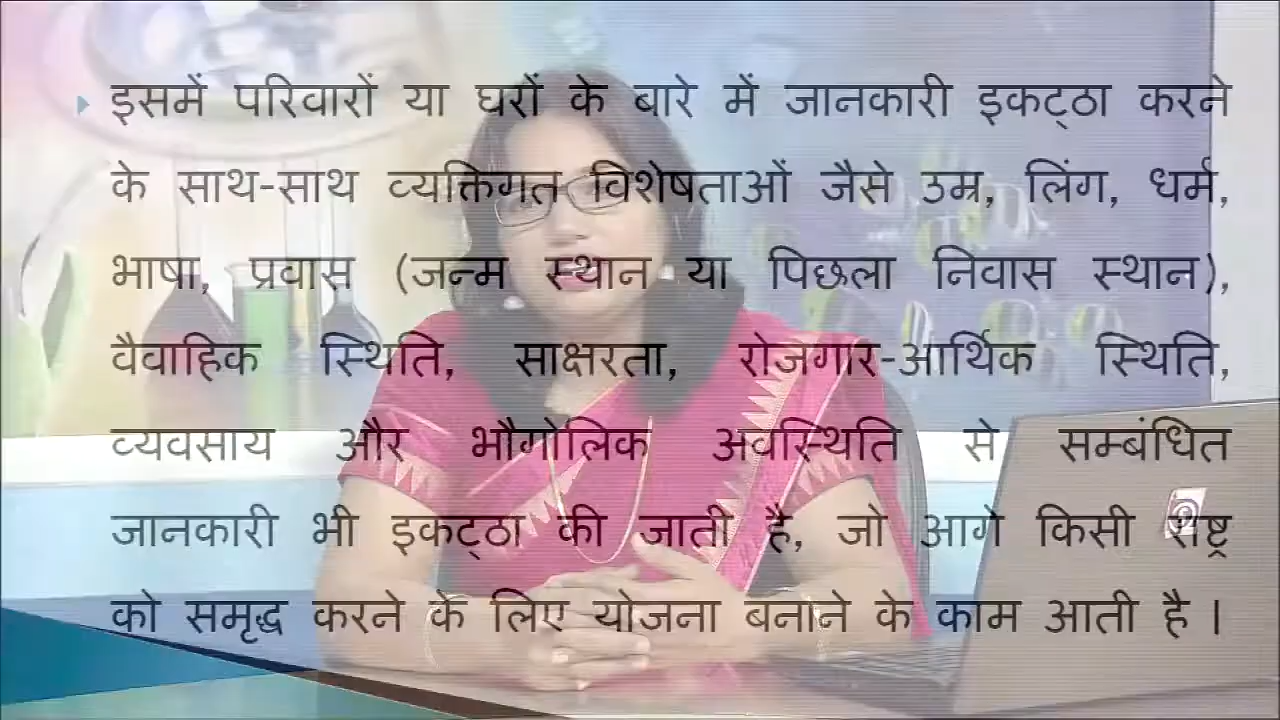 इसमें परिवारों या घरों के बारे में जानकारी इकट्ठा करने
के साथ-साथ व्यक्तिगत विशेषताओं जैसे उम्र, लिंग, धर्म,
भाषा, प्रवास (जन्म स्थान या पिछला निवास स्थान),
वैवाहिक स्थिति, साक्षरता, रोजगार-आर्थिक स्थिति,
व्यवसाय और भौगोलिक अवस्थिति से सम्बंधित
जानकारी भी इकट्ठा की जाती है, जो आगे किसी राष्ट्र
को समृद्ध करने के लिए योजना बनाने के काम आती है ।